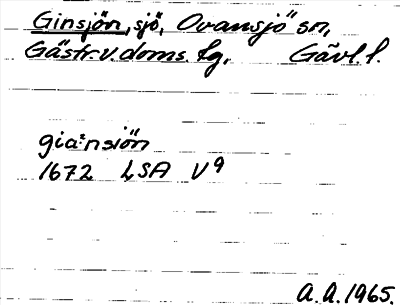 Ginsjön, sjö, Ovansjö sn,
Gästr. v. doms. lg, Gävl. l.
gia:nsiön
1672 LSA V9
A.A. 1965.